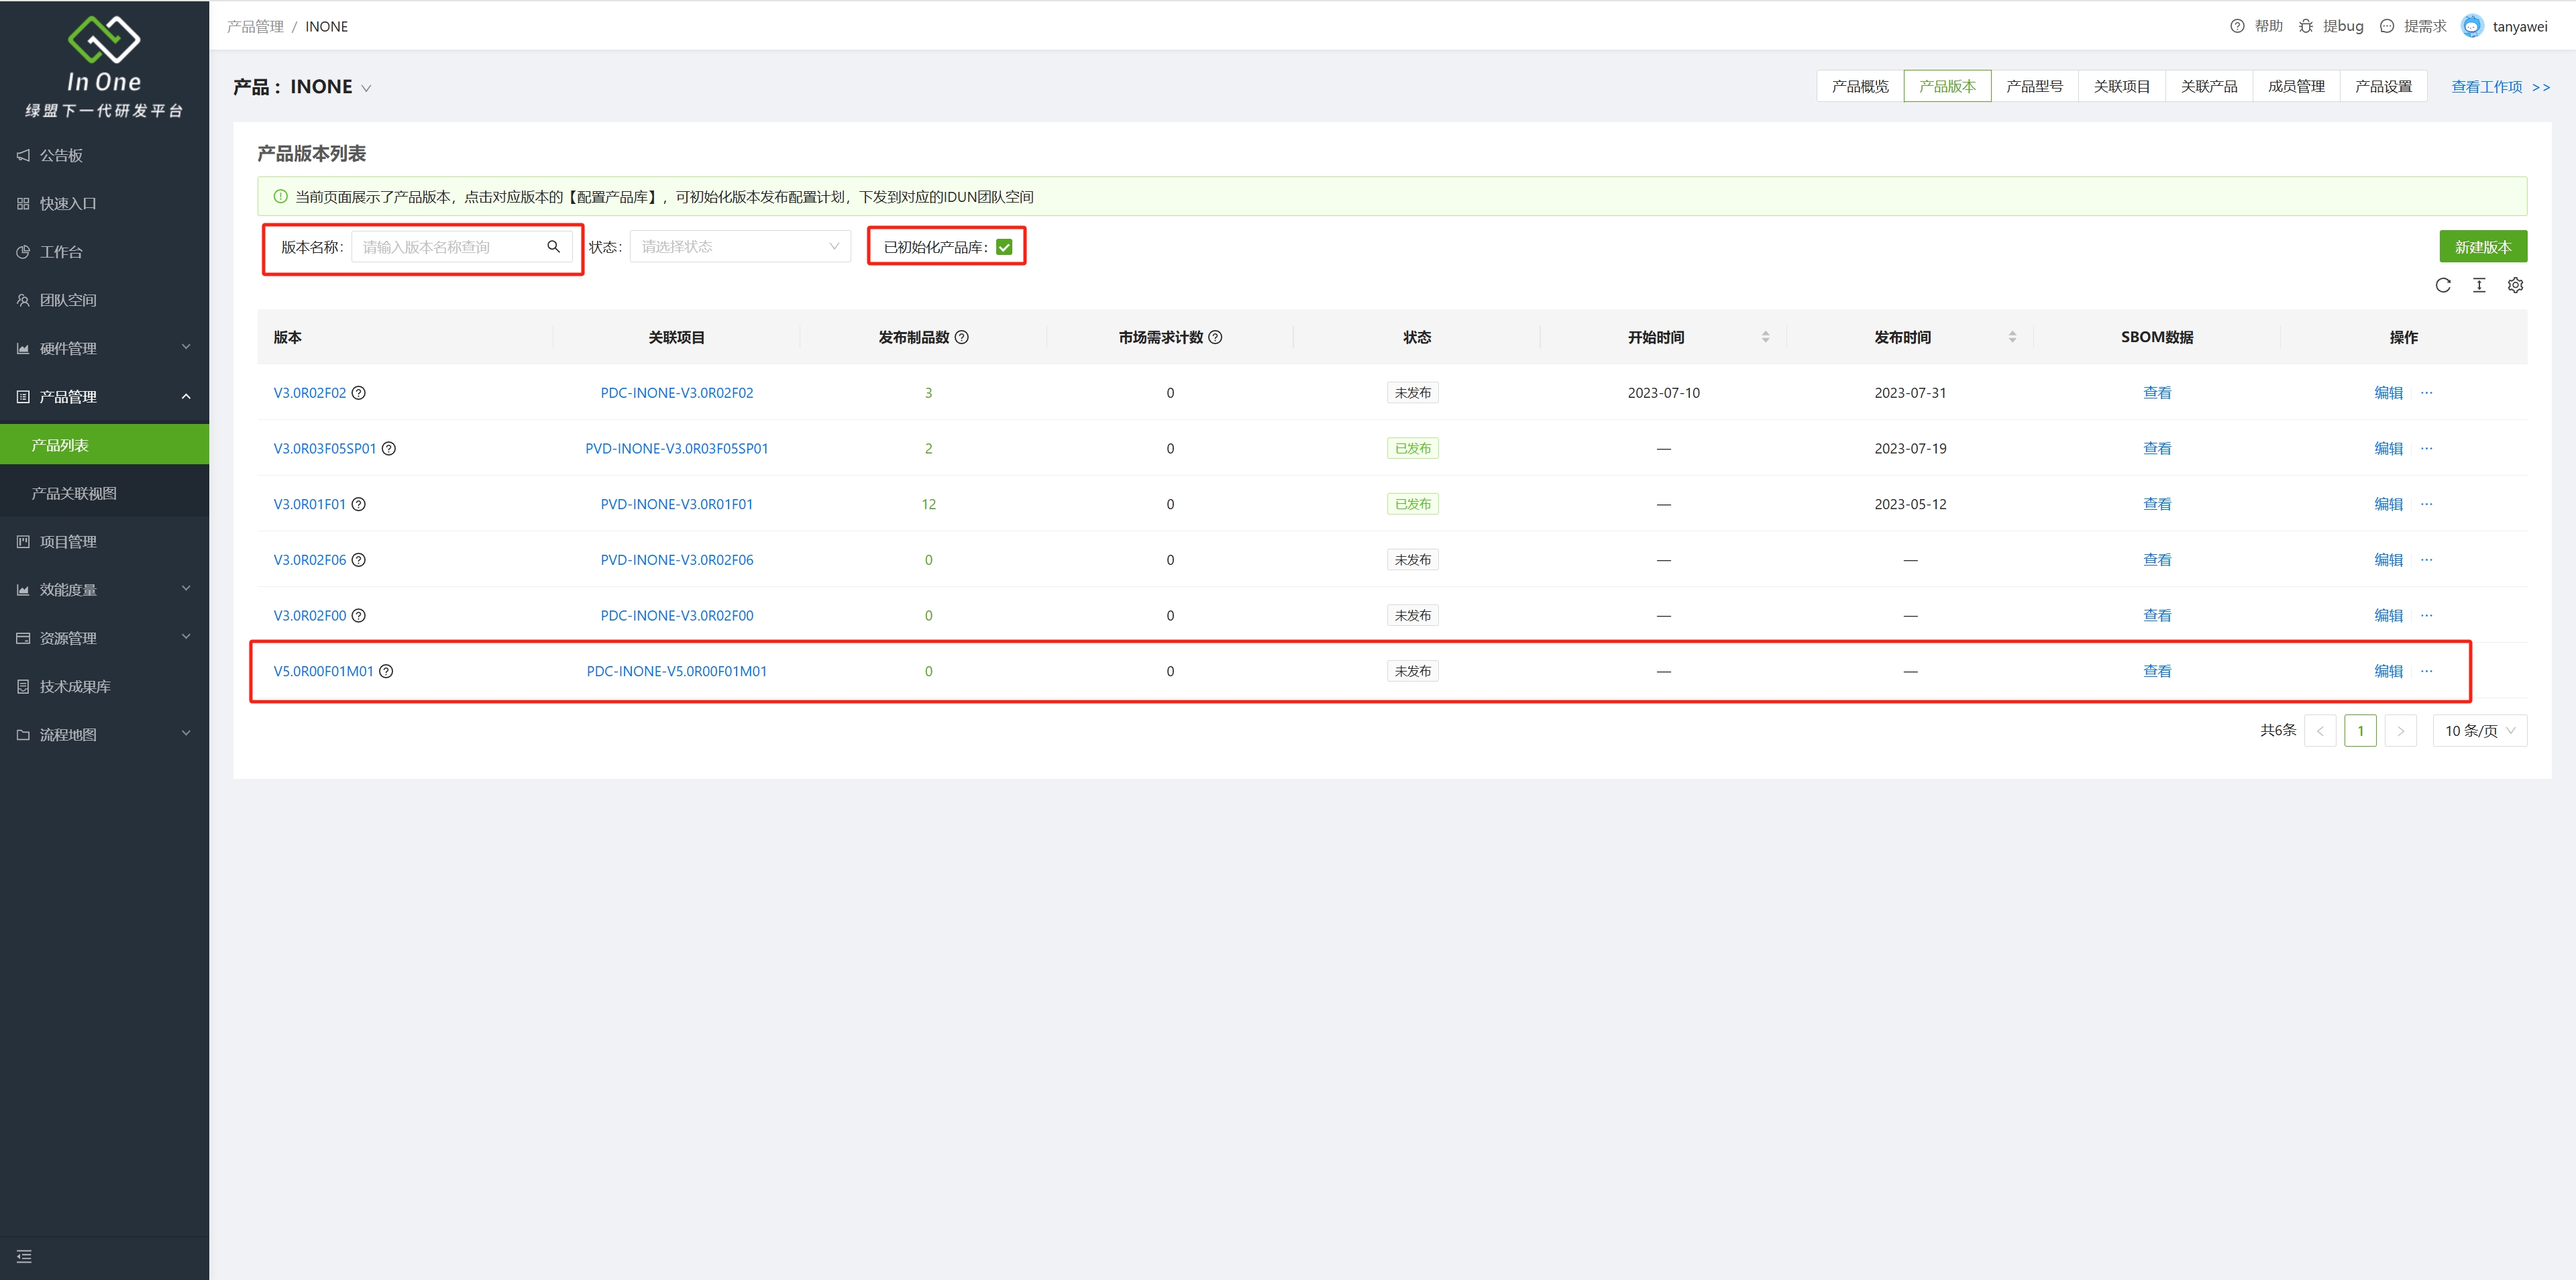 In One
绿盟下一代研发平台
公告板
快速入口
工作台
团队空间
硬件管理
产品管理
产品列表
产品关联视图
项目管理
效能度量
资源管理
技术成果库
流程地图
产品管理 / INONE
帮助 提bug 提需求 tanyawei
产品： INONE
产品概览 产品版本 产品型号 关联项目 关联产品 成员管理 产品设置 查看工作项 >>
产品版本列表
当前页面展示了产品版本，点击对应版本的【配置产品库】，可初始化版本发布配置计划，下发到对应的IDUN团队空间
版本名称: 请输入版本名称查询 状态: 请选择状态 已初始化产品库: 新建版本
版本 关联项目 发布制品数 市场需求计数 状态 开始时间 发布时间 SBOM数据 操作
V3.0R02F02 PDC-INONE-V3.0R02F02 3 0 未发布 2023-07-10 2023-07-31 查看 编辑 ···
V3.0R03F05SP01 PVD-INONE-V3.0R03F05SP01 2 0 已发布 — 2023-07-19 查看 编辑 ···
V3.0R01F01 PVD-INONE-V3.0R01F01 12 0 已发布 — 2023-05-12 查看 编辑 ···
V3.0R02F06 PVD-INONE-V3.0R02F06 0 0 未发布 — — 查看 编辑 ···
V3.0R02F00 PDC-INONE-V3.0R02F00 0 0 未发布 — — 查看 编辑 ···
V5.0R00F01M01 PDC-INONE-V5.0R00F01M01 0 0 未发布 — — 查看 编辑 ···
共6条 < 1 > 10 条/页